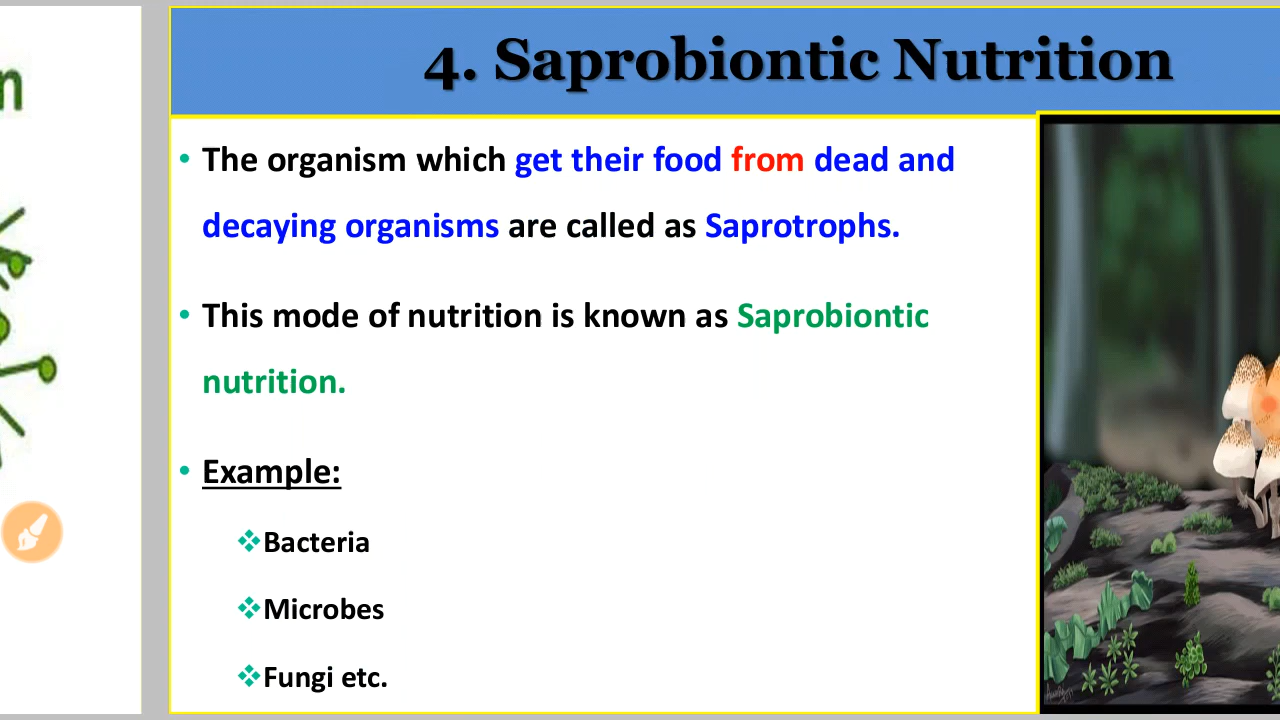 n
4. Saprobiontic Nutrition
• The organism which get their food from dead and
decaying organisms are called as Saprotrophs.
• This mode of nutrition is known as Saprobiontic
nutrition.
• Example:
❖Bacteria
❖Microbes
❖Fungi etc.